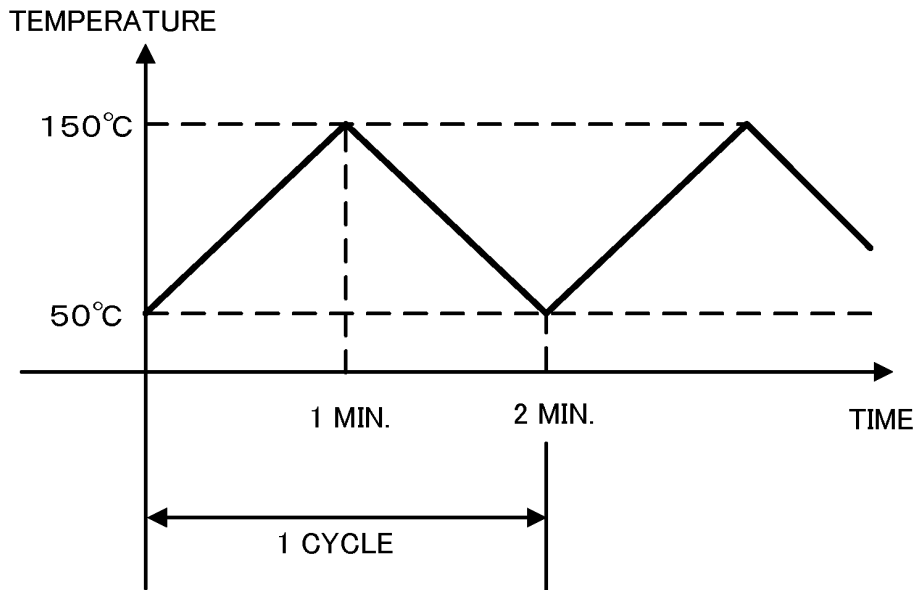 TEMPERATURE
150℃
50℃
1 MIN.
2 MIN.
TIME
1 CYCLE